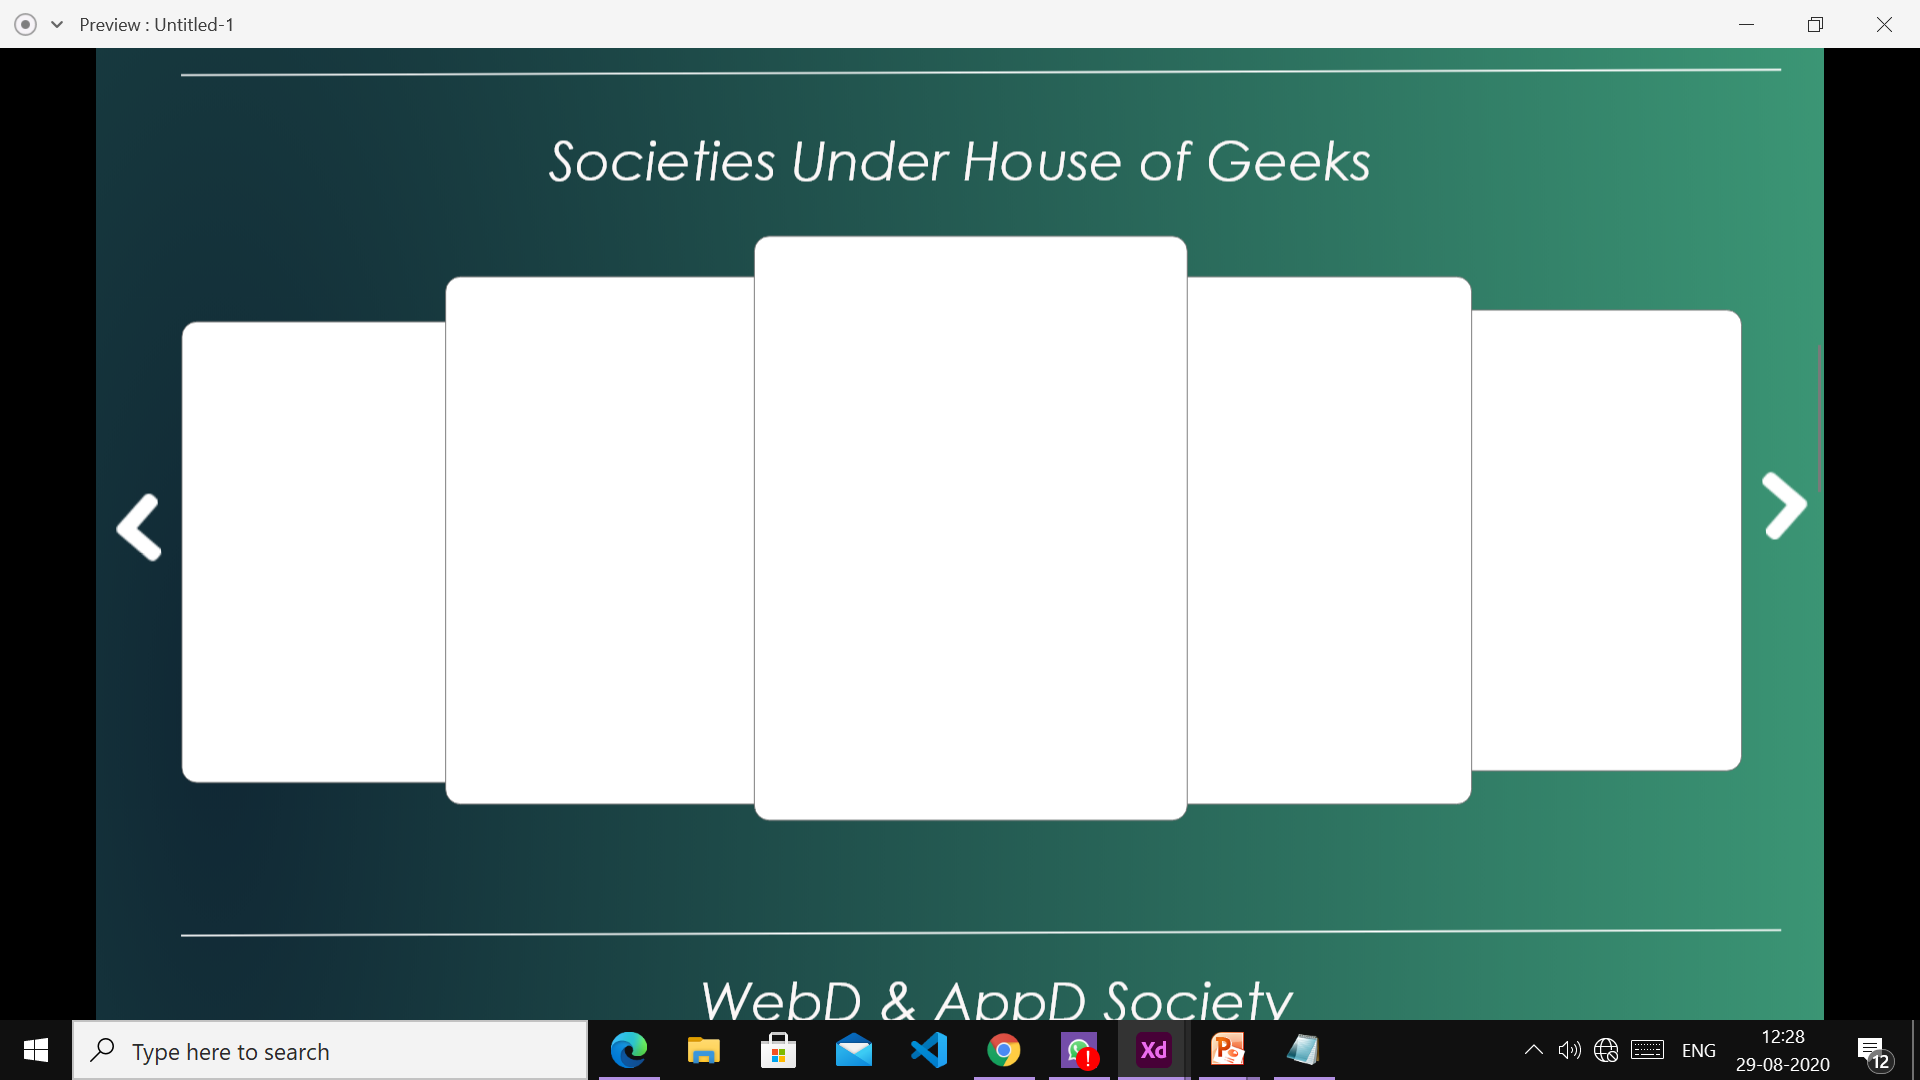 Preview : Untitled-1
Societies Under House of Geeks
WebD & AppD Society
Type here to search
Xd
ENG
12:28
29-08-2020
12